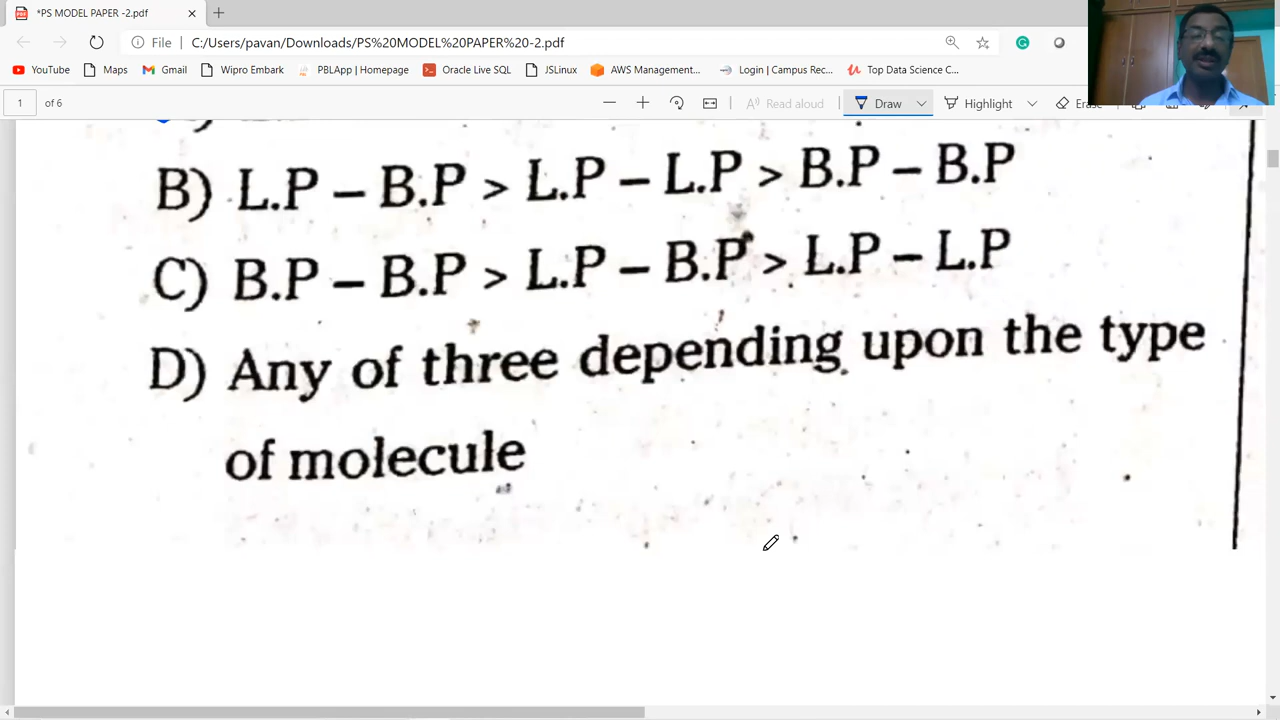 *PS MODEL PAPER -2.pdf
File C:/Users/pavan/Downloads/PS%20MODEL%20PAPER%20-2.pdf
YouTube Maps Gmail Wipro Embark PBLApp | Homepage Oracle Live SQL JSLinux AWS Management... Login | Campus Rec... Top Data Science C...
1 of 6 Read aloud Draw Highlight
B) L.P – B.P > L.P – L.P > B.P – B.P
C) B.P – B.P > L.P – B.P > L.P – L.P
D) Any of three depending upon the type
of molecule